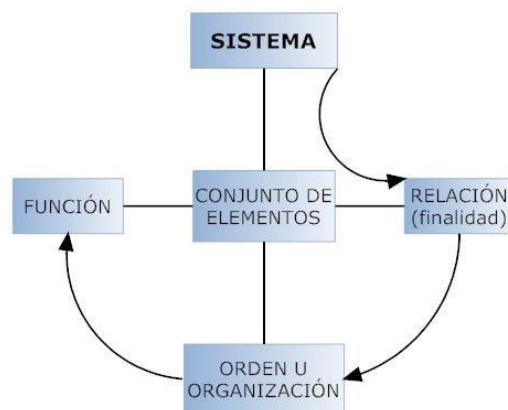 SISTEMA
FUNCIÓN
CONJUNTO DE
ELEMENTOS
RELACIÓN
(finalidad)
ORDEN U
ORGANIZACIÓN